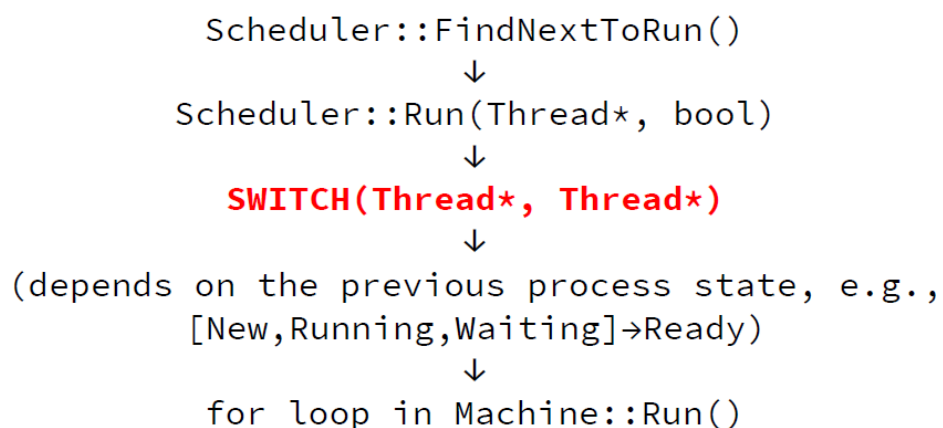 Scheduler::FindNextToRun()
↓
Scheduler::Run(Thread*, bool)
↓
SWITCH(Thread*, Thread*)
↓
(depends on the previous process state, e.g.,
[New,Running,Waiting]→Ready)
↓
for loop in Machine::Run()